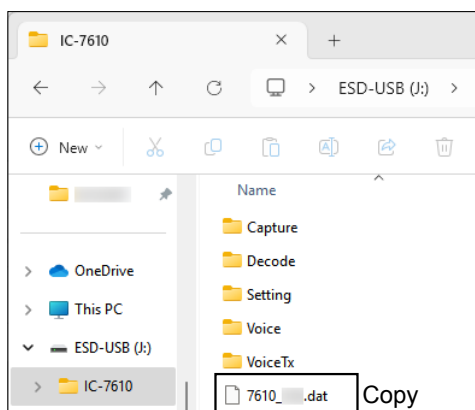 IC-7610
ESD-USB (J:)
New
Name
Capture
Decode
Setting
Voice
VoiceTx
7610_ .dat Copy
OneDrive
This PC
ESD-USB (J:)
IC-7610